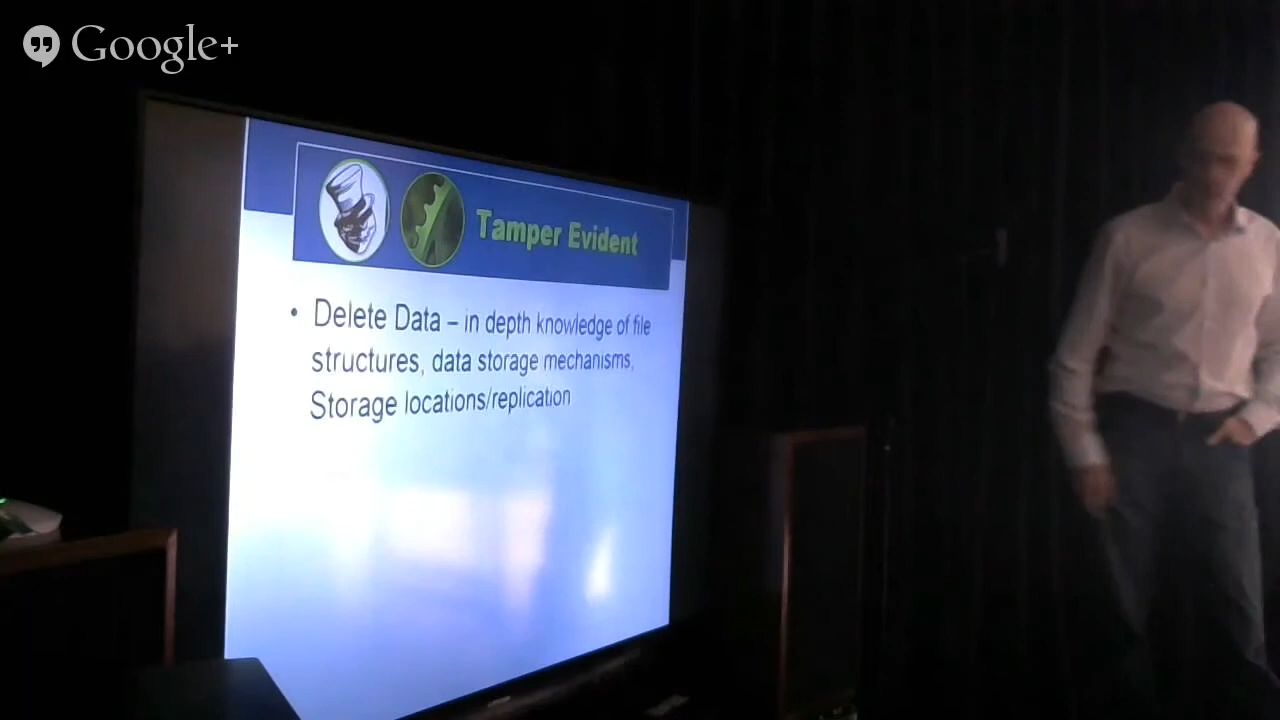 Google+
Tamper Evident
• Delete Data – in depth knowledge of file
structures, data storage mechanisms,
Storage locations/replication